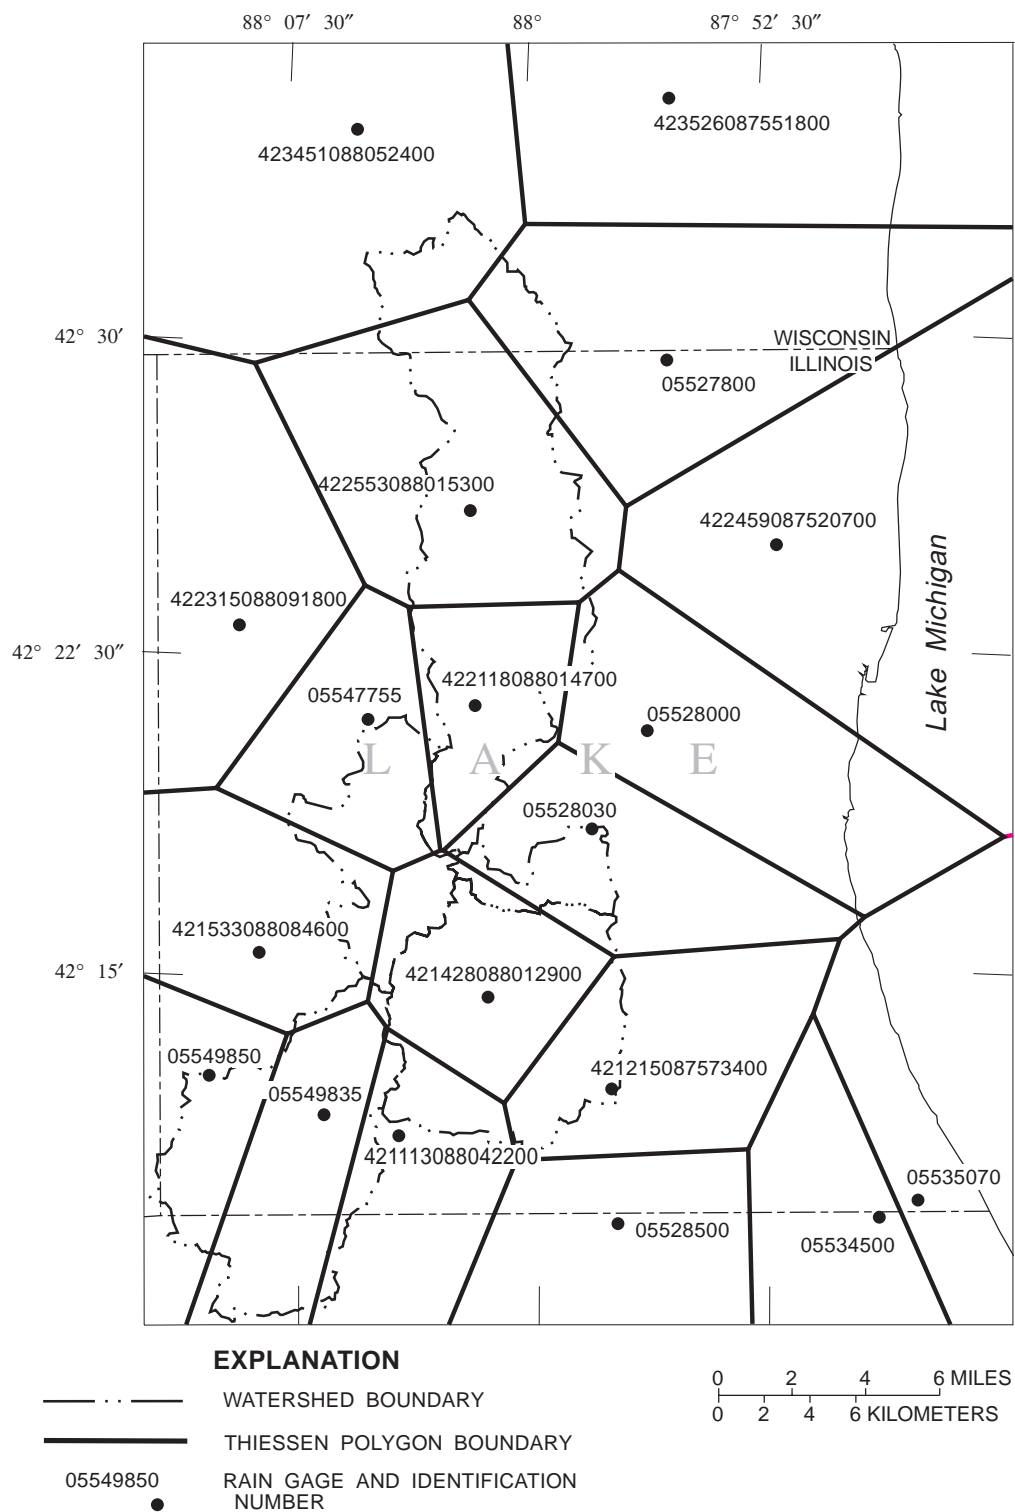 88° 07′ 30″
88°
87° 52′ 30″
423526087551800
423451088052400
42° 30′
WISCONSIN
ILLINOIS
05527800
422553088015300
422459087520700
Lake Michigan
422315088091800
42° 22′ 30″
422118088014700
05547755
05528000
L A K E
05528030
421533088084600
42° 15′
421428088012900
05549850
421215087573400
05549835
421113088042200
05535070
05528500
05534500
EXPLANATION
WATERSHED BOUNDARY
THIESSEN POLYGON BOUNDARY
05549850
RAIN GAGE AND IDENTIFICATION
NUMBER
0 2 4 6 MILES
0 2 4 6 KILOMETERS